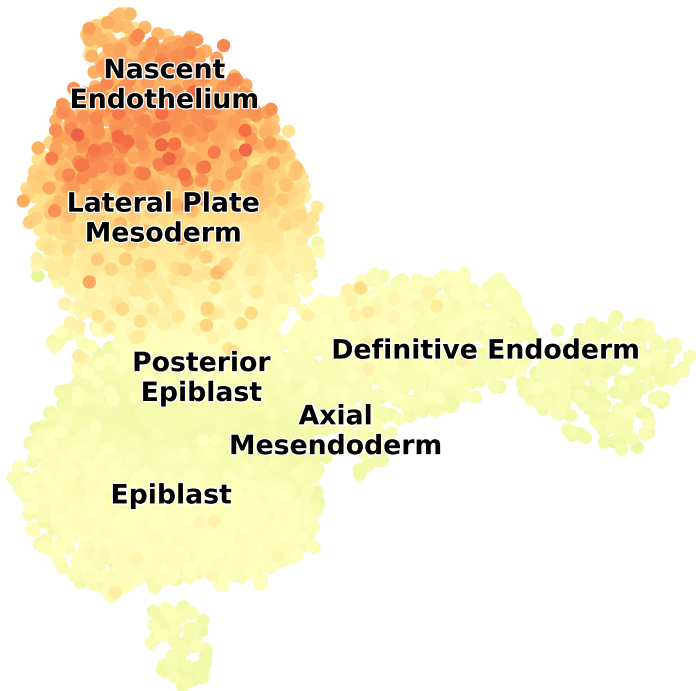 Nascent
Endothelium
Lateral Plate
Mesoderm
Posterior
Epiblast
Definitive Endoderm
Axial
Mesendoderm
Epiblast